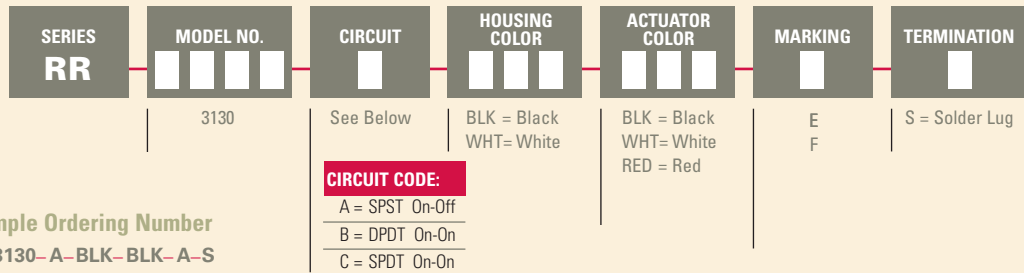 SERIES
RR
MODEL NO.
3130
CIRCUIT
See Below
HOUSING
COLOR
BLK = Black
WHT= White
ACTUATOR
COLOR
BLK = Black
WHT= White
RED = Red
MARKING
E
F
TERMINATION
S = Solder Lug
CIRCUIT CODE:
A = SPST On-Off
B = DPDT On-On
C = SPDT On-On
mple Ordering Number
3130–A–BLK–BLK–A–S